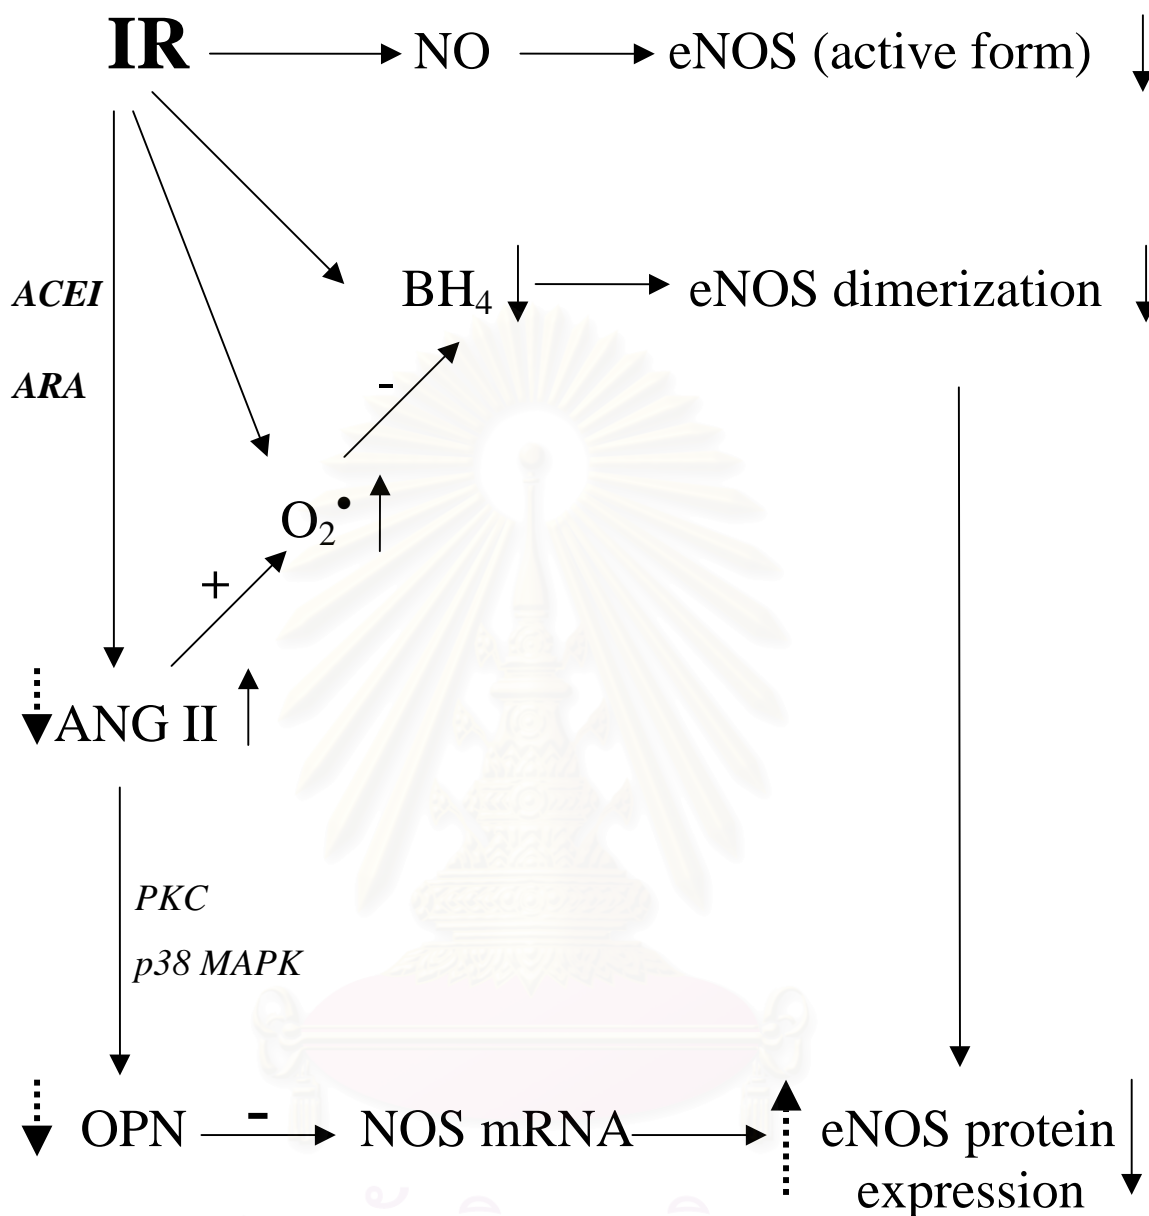 IR NO eNOS (active form)
ACEI BH₄ eNOS dimerization
ARA -
O₂•
+
ANG II
PKC
p38 MAPK
OPN - NOS mRNA eNOS protein
expression